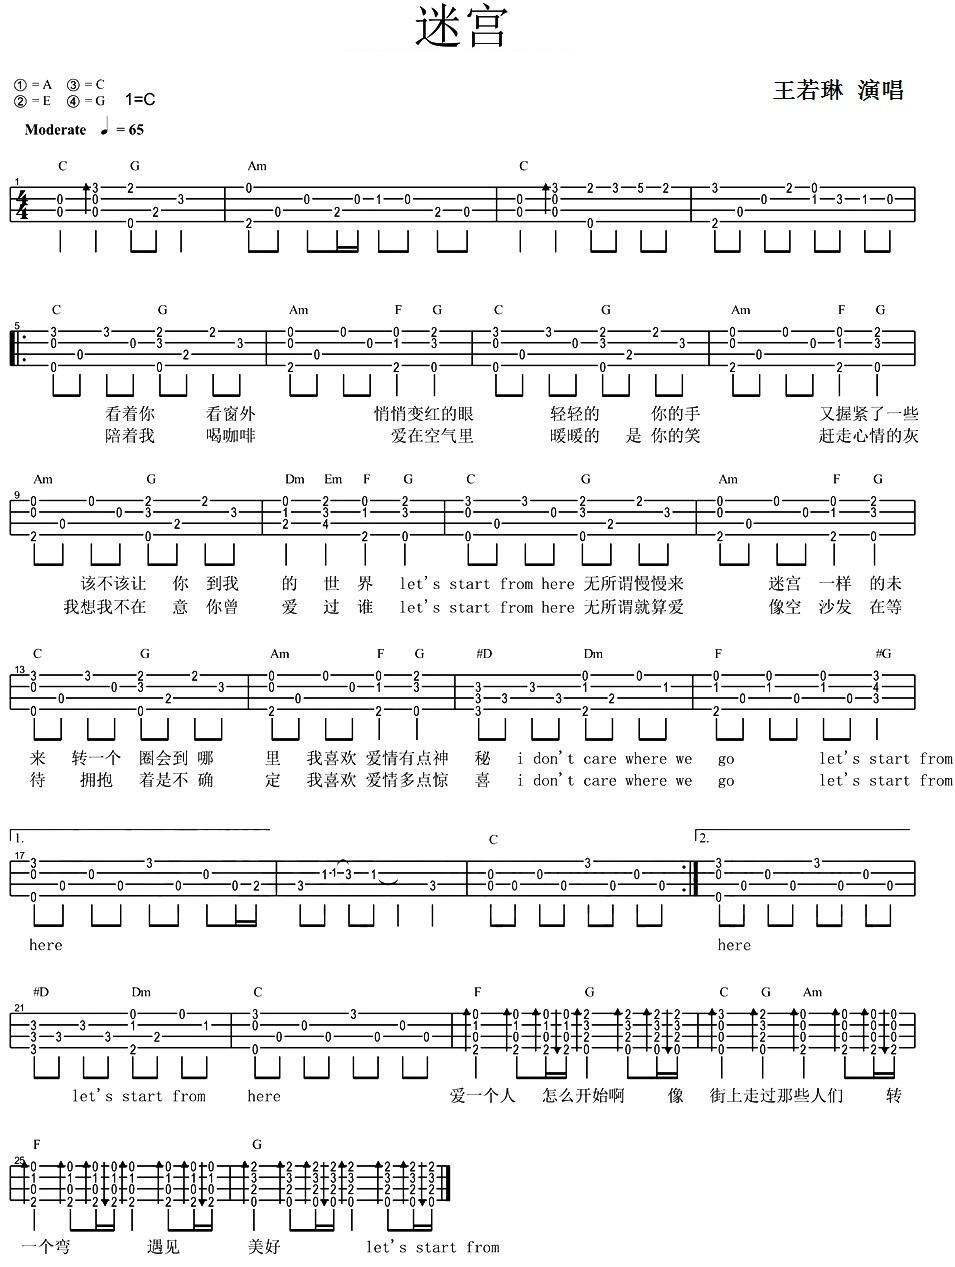 迷宫
① = A ③ = C
② = E ④ = G 1=C
王若琳 演唱
Moderate ♩ = 65
C G Am C
1
C G Am F G C G Am F G
5
看着你 看窗外 悄悄变红的眼 轻轻的 你的手 又握紧了一些
陪着我 喝咖啡 爱在空气里 暖暖的 是 你的笑 赶走心情的灰
Am G Dm Em F G C G Am F G
9
该不该让 你 到我 的 世 界 let's start from here 无所谓慢慢来 迷宫 一样 的未
我想我不在 意 你曾 爱 过 谁 let's start from here 无所谓就算爱 像空 沙发 在等
C G Am F G #D Dm F #G
13
来 转一个 圈会到 哪 里 我喜欢 爱情有点神 秘 i don't care where we go let's start from
待 拥抱 着是不 确 定 我喜欢 爱情多点惊 喜 i don't care where we go let's start from
1. C 2.
17
here here
#D Dm C F G C G Am
21
let's start from here 爱一个人 怎么开始啊 像 街上走过那些人们 转
F G
25
一个弯 遇见 美好 let's start from